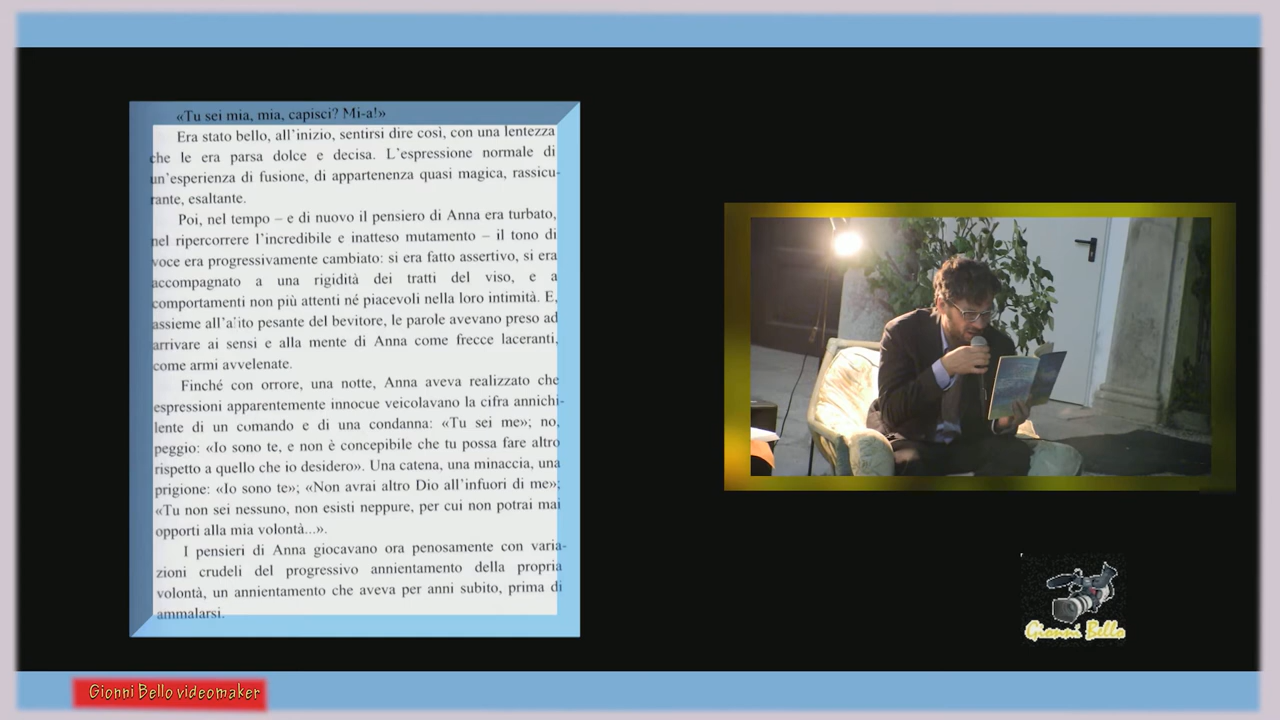 «Tu sei mia, mia, capisci? Mi-a!»
Era stato bello, all'inizio, sentirsi dire così, con una lentezza
che le era parsa dolce e decisa. L'espressione normale di
un'esperienza di fusione, di appartenenza quasi magica, rassicu-
rante, esaltante.
Poi, nel tempo – e di nuovo il pensiero di Anna era turbato,
nel ripercorrere l'incredibile e inatteso mutamento – il tono di
voce era progressivamente cambiato: si era fatto assertivo, si era
accompagnato a una rigidità dei tratti del viso, e a
comportamenti non più attenti né piacevoli nella loro intimità. E,
assieme all'alito pesante del bevitore, le parole avevano preso ad
arrivare ai sensi e alla mente di Anna come frecce laceranti,
come armi avvelenate.
Finché con orrore, una notte, Anna aveva realizzato che
espressioni apparentemente innocue veicolavano la cifra annichi-
lente di un comando e di una condanna: «Tu sei me»; no,
peggio: «Io sono te, e non è concepibile che tu possa fare altro
rispetto a quello che io desidero». Una catena, una minaccia, una
prigione: «Io sono te»; «Non avrai altro Dio all'infuori di me»;
«Tu non sei nessuno, non esisti neppure, per cui non potrai mai
opporti alla mia volontà...».
I pensieri di Anna giocavano ora penosamente con varia-
zioni crudeli del progressivo annientamento della propria
volontà, un annientamento che aveva per anni subito, prima di
ammalarsi.
Gionni Bello
Gionni Bello videomaker